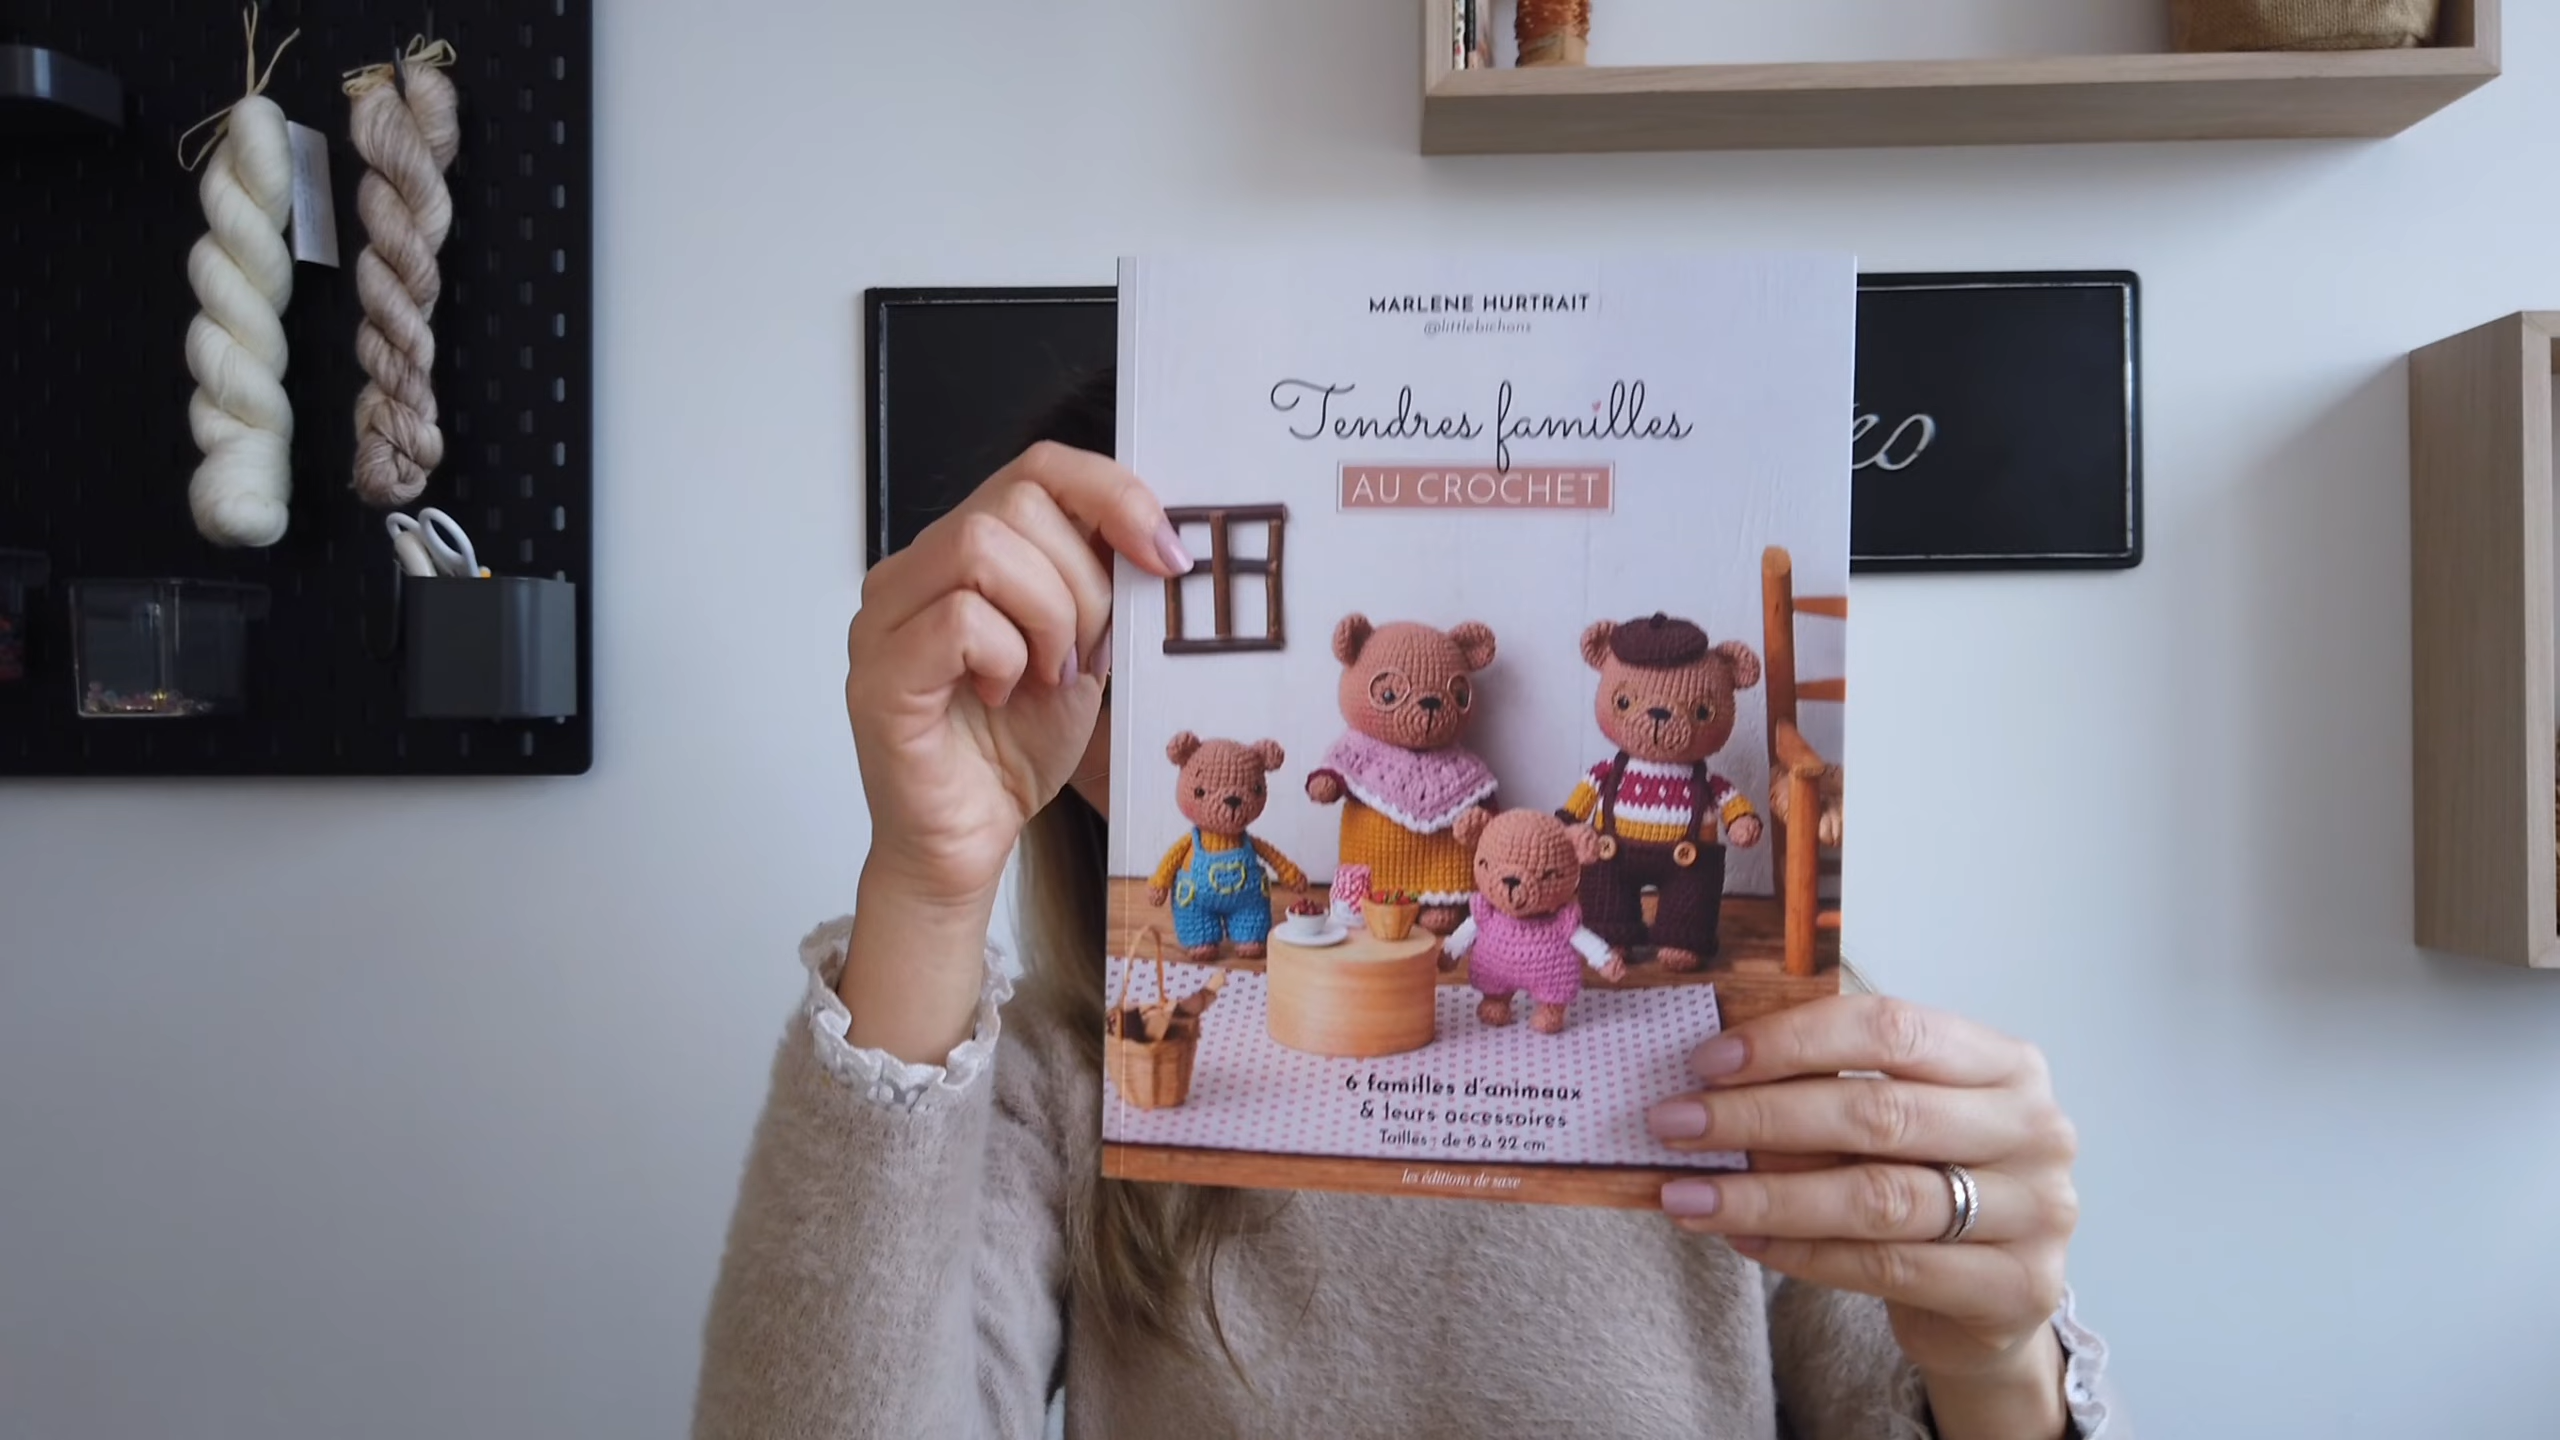 MARLENE HURTRAIT
@littlebichons
Tendres familles
AU CROCHET
6 familles d'animaux
& leurs accessoires
Tailles : de 8 à 22 cm
les éditions de saxe